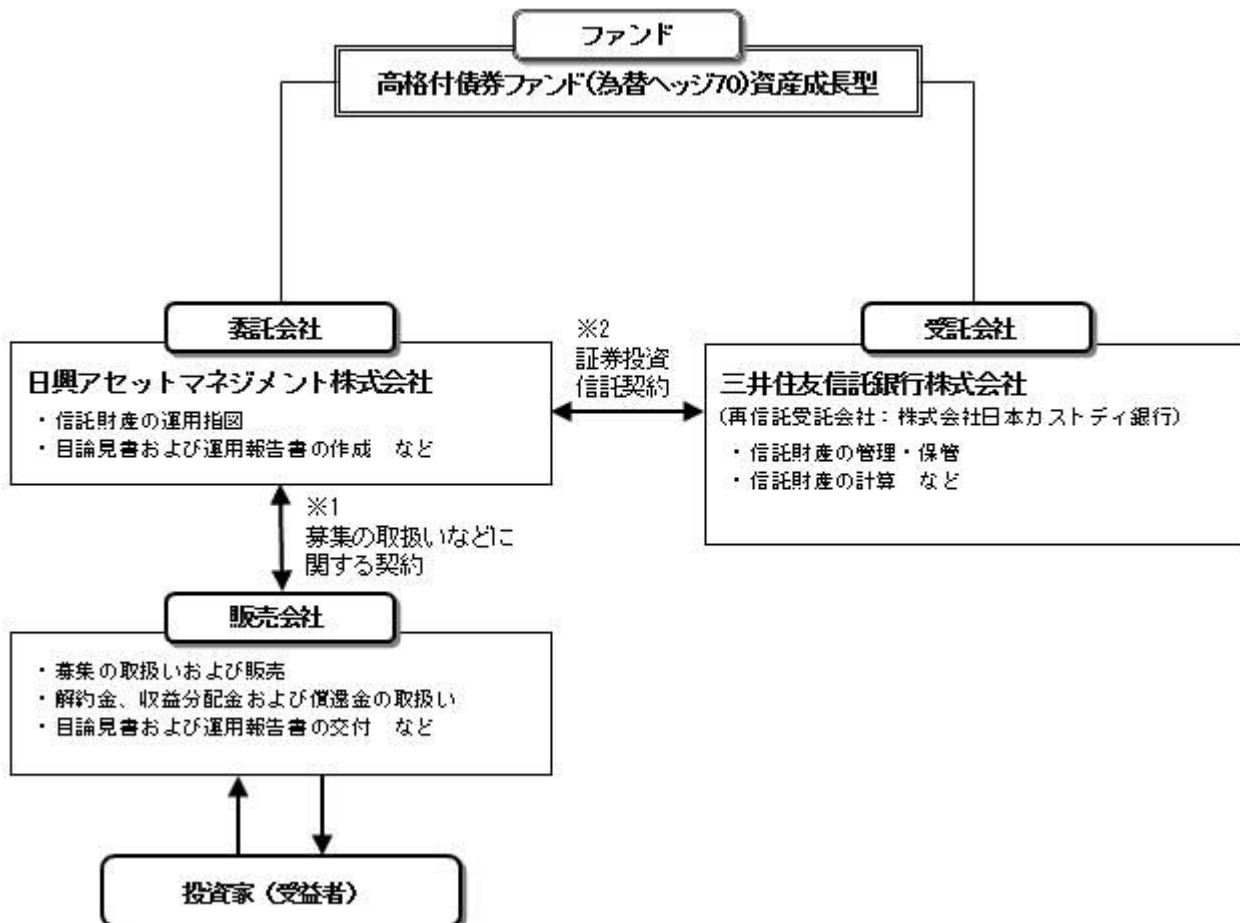 ファンド
高格付債券ファンド(為替ヘッジ70)資産成長型
委託会社
日興アセットマネジメント株式会社
・信託財産の運用指図
・目論見書および運用報告書の作成　など
※2
証券投資
信託契約
受託会社
三井住友信託銀行株式会社
(再信託受託会社：株式会社日本カストディ銀行)
・信託財産の管理・保管
・信託財産の計算　など
※1
募集の取扱いなどに
関する契約
販売会社
・募集の取扱いおよび販売
・解約金、収益分配金および償還金の取扱い
・目論見書および運用報告書の交付　など
投資家（受益者）